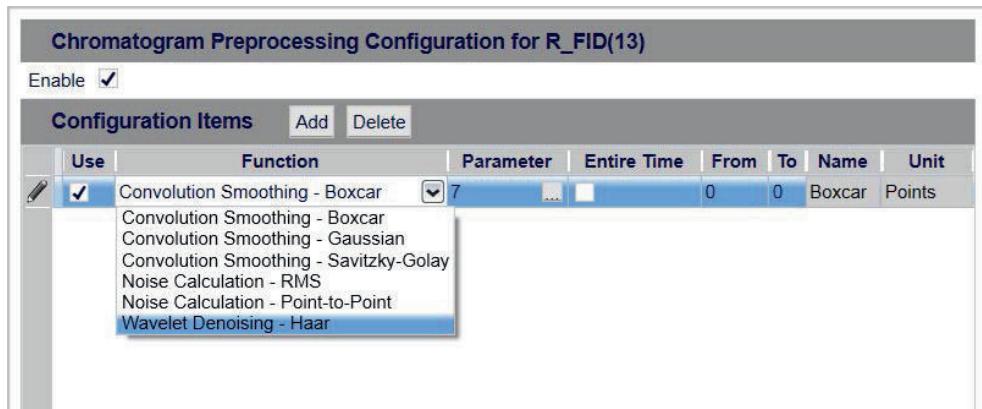 Chromatogram Preprocessing Configuration for R_FID(13)
Enable
Configuration Items Add Delete
Use Function Parameter Entire Time From To Name Unit
Convolution Smoothing - Boxcar 7 ... 0 0 Boxcar Points
Convolution Smoothing - Boxcar
Convolution Smoothing - Gaussian
Convolution Smoothing - Savitzky-Golay
Noise Calculation - RMS
Noise Calculation - Point-to-Point
Wavelet Denoising - Haar